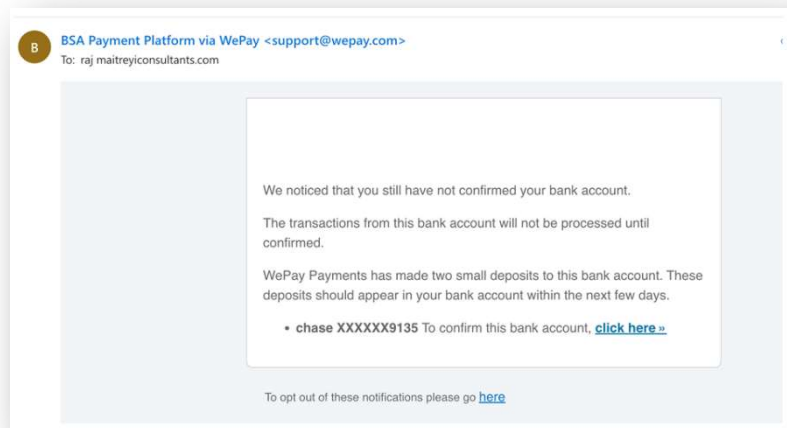 B
BSA Payment Platform via WePay <support@wepay.com>
To: raj maitreyiconsultants.com
We noticed that you still have not confirmed your bank account.
The transactions from this bank account will not be processed until
confirmed.
WePay Payments has made two small deposits to this bank account. These
deposits should appear in your bank account within the next few days.
• chase XXXXXX9135 To confirm this bank account, click here »
To opt out of these notifications please go here